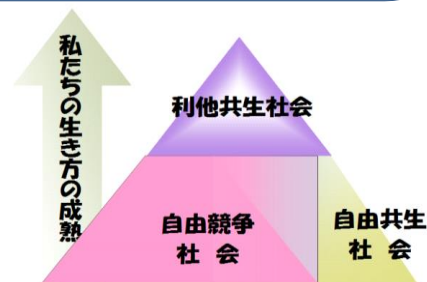 私たちの生き方の成熟
利他共生社会
自由競争
社 会
自由共生
社 会